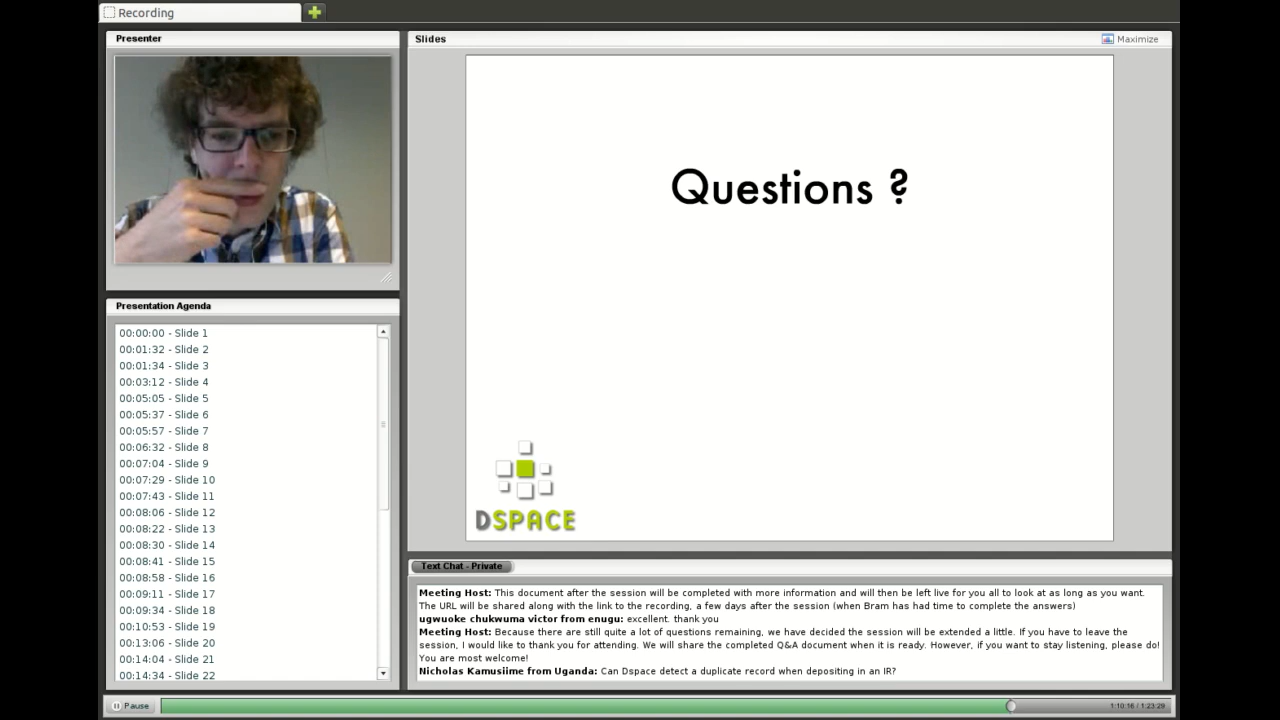 Recording
Presenter
Slides
Maximize
Questions ?
DSPACE
Presentation Agenda
00:00:00 - Slide 1
00:01:32 - Slide 2
00:01:34 - Slide 3
00:03:12 - Slide 4
00:05:05 - Slide 5
00:05:37 - Slide 6
00:05:57 - Slide 7
00:06:32 - Slide 8
00:07:04 - Slide 9
00:07:29 - Slide 10
00:07:43 - Slide 11
00:08:06 - Slide 12
00:08:22 - Slide 13
00:08:30 - Slide 14
00:08:41 - Slide 15
00:08:58 - Slide 16
00:09:11 - Slide 17
00:09:34 - Slide 18
00:10:53 - Slide 19
00:13:06 - Slide 20
00:14:04 - Slide 21
00:14:34 - Slide 22
Text Chat - Private
Meeting Host: This document after the session will be completed with more information and will then be left live for you all to look at as long as you want.
The URL will be shared along with the link to the recording, a few days after the session (when Bram has had time to complete the answers)
ugwuoke chukwuma victor from enugu: excellent. thank you
Meeting Host: Because there are still quite a lot of questions remaining, we have decided the session will be extended a little. If you have to leave the
session, I would like to thank you for attending. We will share the completed Q&A document when it is ready. However, if you want to stay listening, please do!
You are most welcome!
Nicholas Kamusiime from Uganda: Can Dspace detect a duplicate record when depositing in an IR?
Pause
1:10:16 / 1:23:29